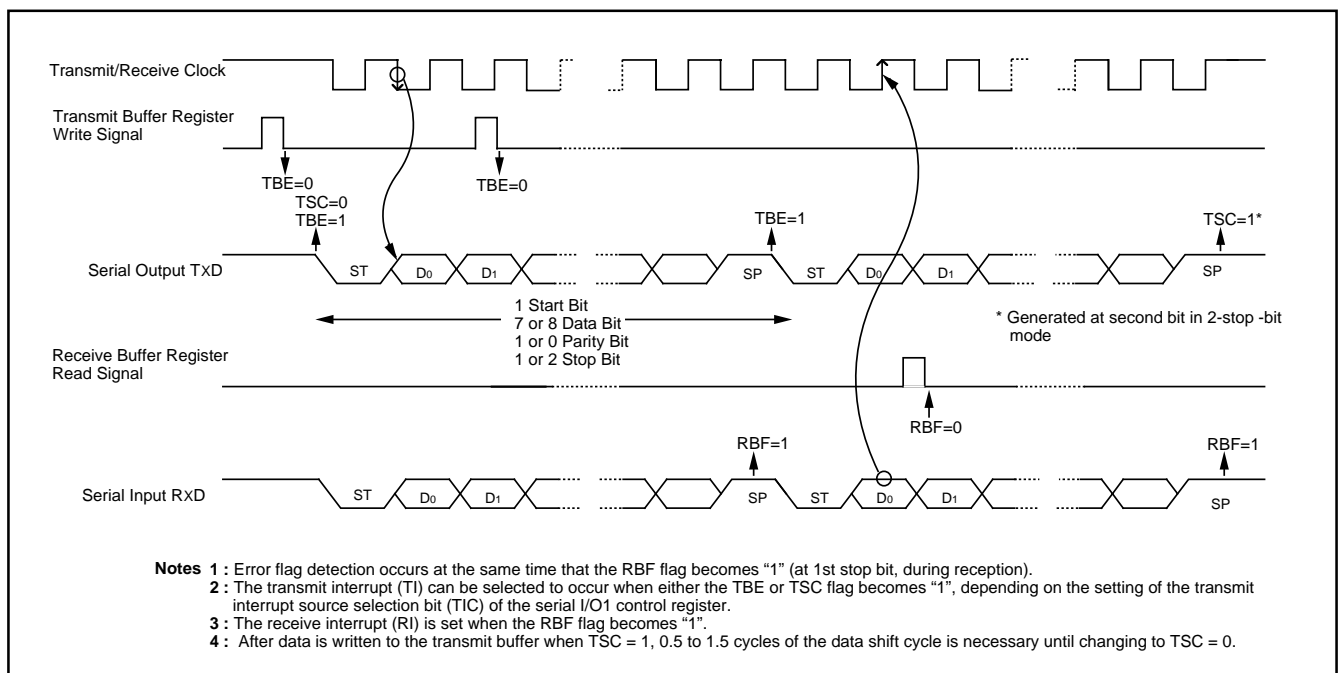 Transmit/Receive Clock
Transmit Buffer Register
Write Signal
TBE=0
TBE=0
TSC=0
TBE=1
TBE=1
TSC=1*
Serial Output TXD
ST
D0
D1
SP
ST
D0
D1
SP
1 Start Bit
7 or 8 Data Bit
1 or 0 Parity Bit
1 or 2 Stop Bit
* Generated at second bit in 2-stop -bit
mode
Receive Buffer Register
Read Signal
RBF=0
RBF=1
RBF=1
Serial Input RXD
ST
D0
D1
SP
ST
D0
D1
SP
Notes 1 : Error flag detection occurs at the same time that the RBF flag becomes “1” (at 1st stop bit, during reception).
2 : The transmit interrupt (TI) can be selected to occur when either the TBE or TSC flag becomes “1”, depending on the setting of the transmit
interrupt source selection bit (TIC) of the serial I/O1 control register.
3 : The receive interrupt (RI) is set when the RBF flag becomes “1”.
4 : After data is written to the transmit buffer when TSC = 1, 0.5 to 1.5 cycles of the data shift cycle is necessary until changing to TSC = 0.